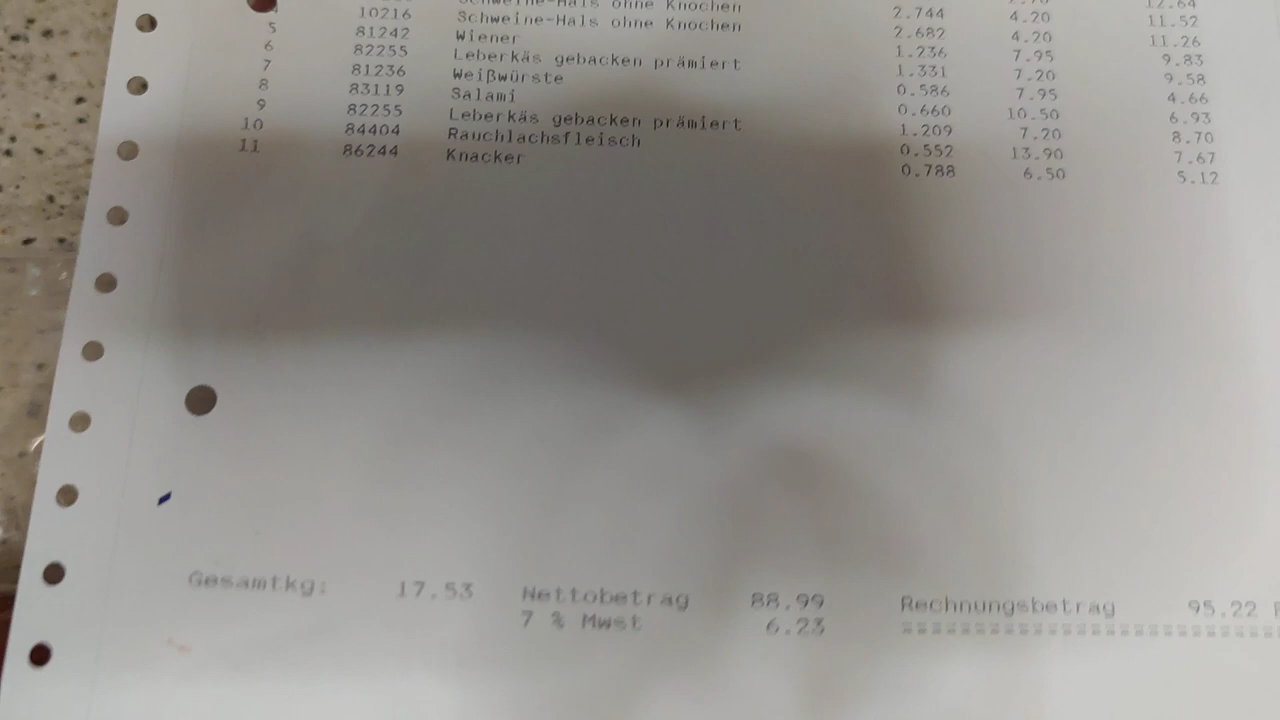 Schweine-Hals ohne Knochen 2.744 4.20 11.52
4 10216 Schweine-Hals ohne Knochen 2.682 4.20 11.26
5 81242 Wiener 1.236 7.95 9.83
6 82255 Leberkäs gebacken prämiert 1.331 7.20 9.58
7 81236 Weißwürste 0.586 7.95 4.66
8 83119 Salami 0.660 10.50 6.93
9 82255 Leberkäs gebacken prämiert 1.209 7.20 8.70
10 84404 Rauchlachsfleisch 0.552 13.90 7.67
11 86244 Knacker 0.788 6.50 5.12
Gesamtkg: 17.53 Nettobetrag 88.99 Rechnungsbetrag 95.22
7 % Mwst 6.23